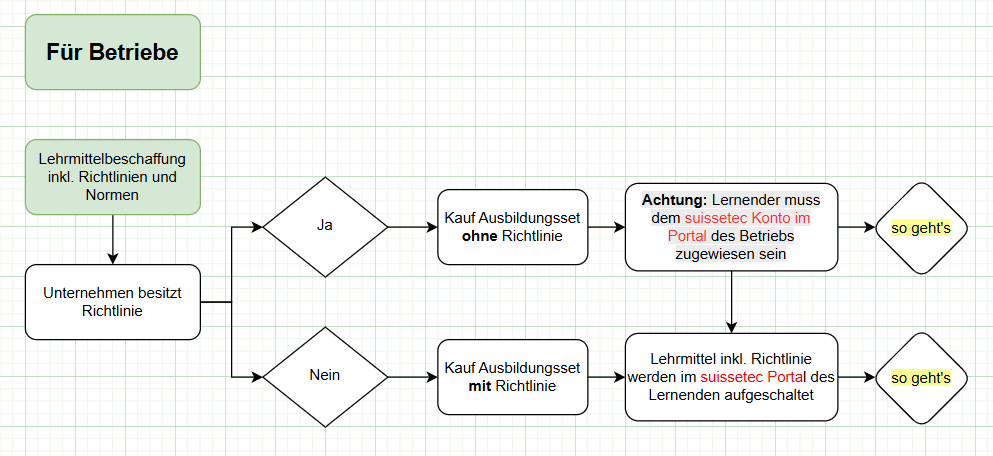 Für Betriebe
Lehrmittelbeschaffung
inkl. Richtlinien und
Normen
Unternehmen besitzt
Richtlinie
Ja
Kauf Ausbildungsset
ohne Richtlinie
Achtung: Lernender muss
dem suissetec Konto im
Portal des Betriebs
zugewiesen sein
so geht's
Nein
Kauf Ausbildungsset
mit Richtlinie
Lehrmittel inkl. Richtlinie
werden im suissetec Portal des
Lernenden aufgeschaltet
so geht's